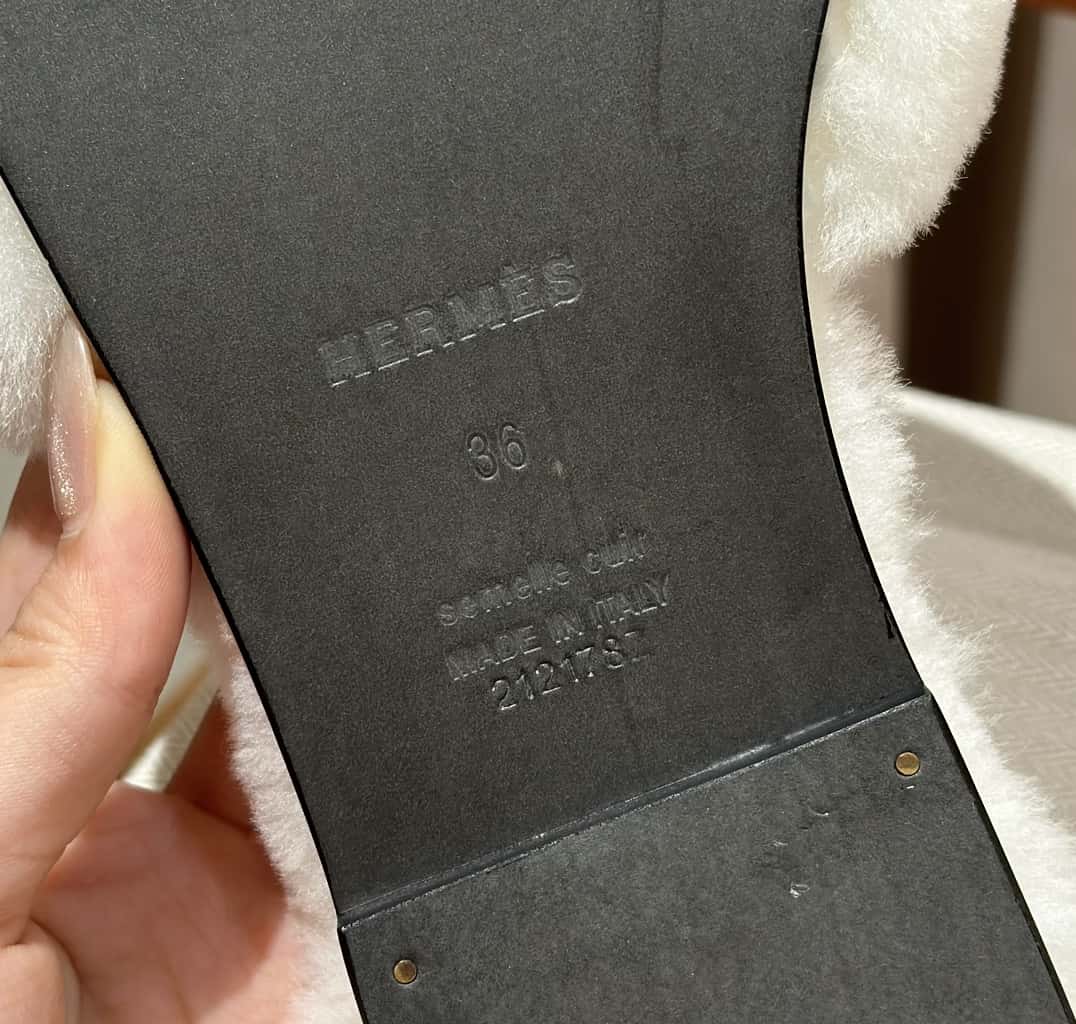 HERMÈS
36
semelle cuir
MADE IN ITALY
212178Z